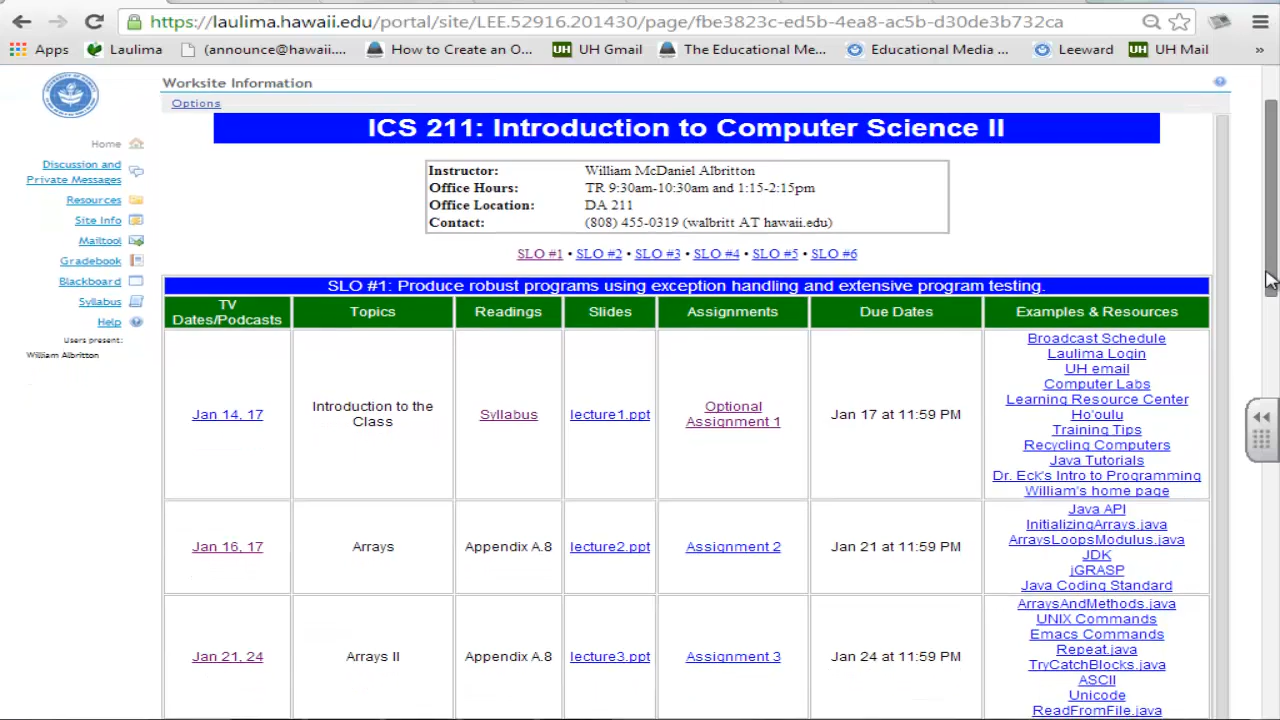 https://laulima.hawaii.edu/portal/site/LEE.52916.201430/page/fbe3823c-ed5b-4ea8-ac5b-d30de3b732ca
Apps Laulima (announce@hawaii.... How to Create an O... UH UH Gmail The Educational Me... Educational Media ... Leeward UH UH Mail »
Worksite Information
Options
Home
Discussion and
Private Messages
Resources
Site Info
Mailtool
Gradebook
Blackboard
Syllabus
Help
Users present:
William Albritton
ICS 211: Introduction to Computer Science II
Instructor: William McDaniel Albritton
Office Hours: TR 9:30am-10:30am and 1:15-2:15pm
Office Location: DA 211
Contact: (808) 455-0319 (walbritt AT hawaii.edu)
SLO #1 • SLO #2 • SLO #3 • SLO #4 • SLO #5 • SLO #6
SLO #1: Produce robust programs using exception handling and extensive program testing.
TV
Dates/Podcasts
Topics
Readings
Slides
Assignments
Due Dates
Examples & Resources
Jan 14, 17
Introduction to the
Class
Syllabus
lecture1.ppt
Optional
Assignment 1
Jan 17 at 11:59 PM
Broadcast Schedule
Laulima Login
UH email
Computer Labs
Learning Resource Center
Ho'oulu
Training Tips
Recycling Computers
Java Tutorials
Dr. Eck's Intro to Programming
William's home page
Jan 16, 17
Arrays
Appendix A.8
lecture2.ppt
Assignment 2
Jan 21 at 11:59 PM
Java API
InitializingArrays.java
ArraysLoopsModulus.java
JDK
jGRASP
Java Coding Standard
Jan 21, 24
Arrays II
Appendix A.8
lecture3.ppt
Assignment 3
Jan 24 at 11:59 PM
ArraysAndMethods.java
UNIX Commands
Emacs Commands
Repeat.java
TryCatchBlocks.java
ASCII
Unicode
ReadFromFile.java